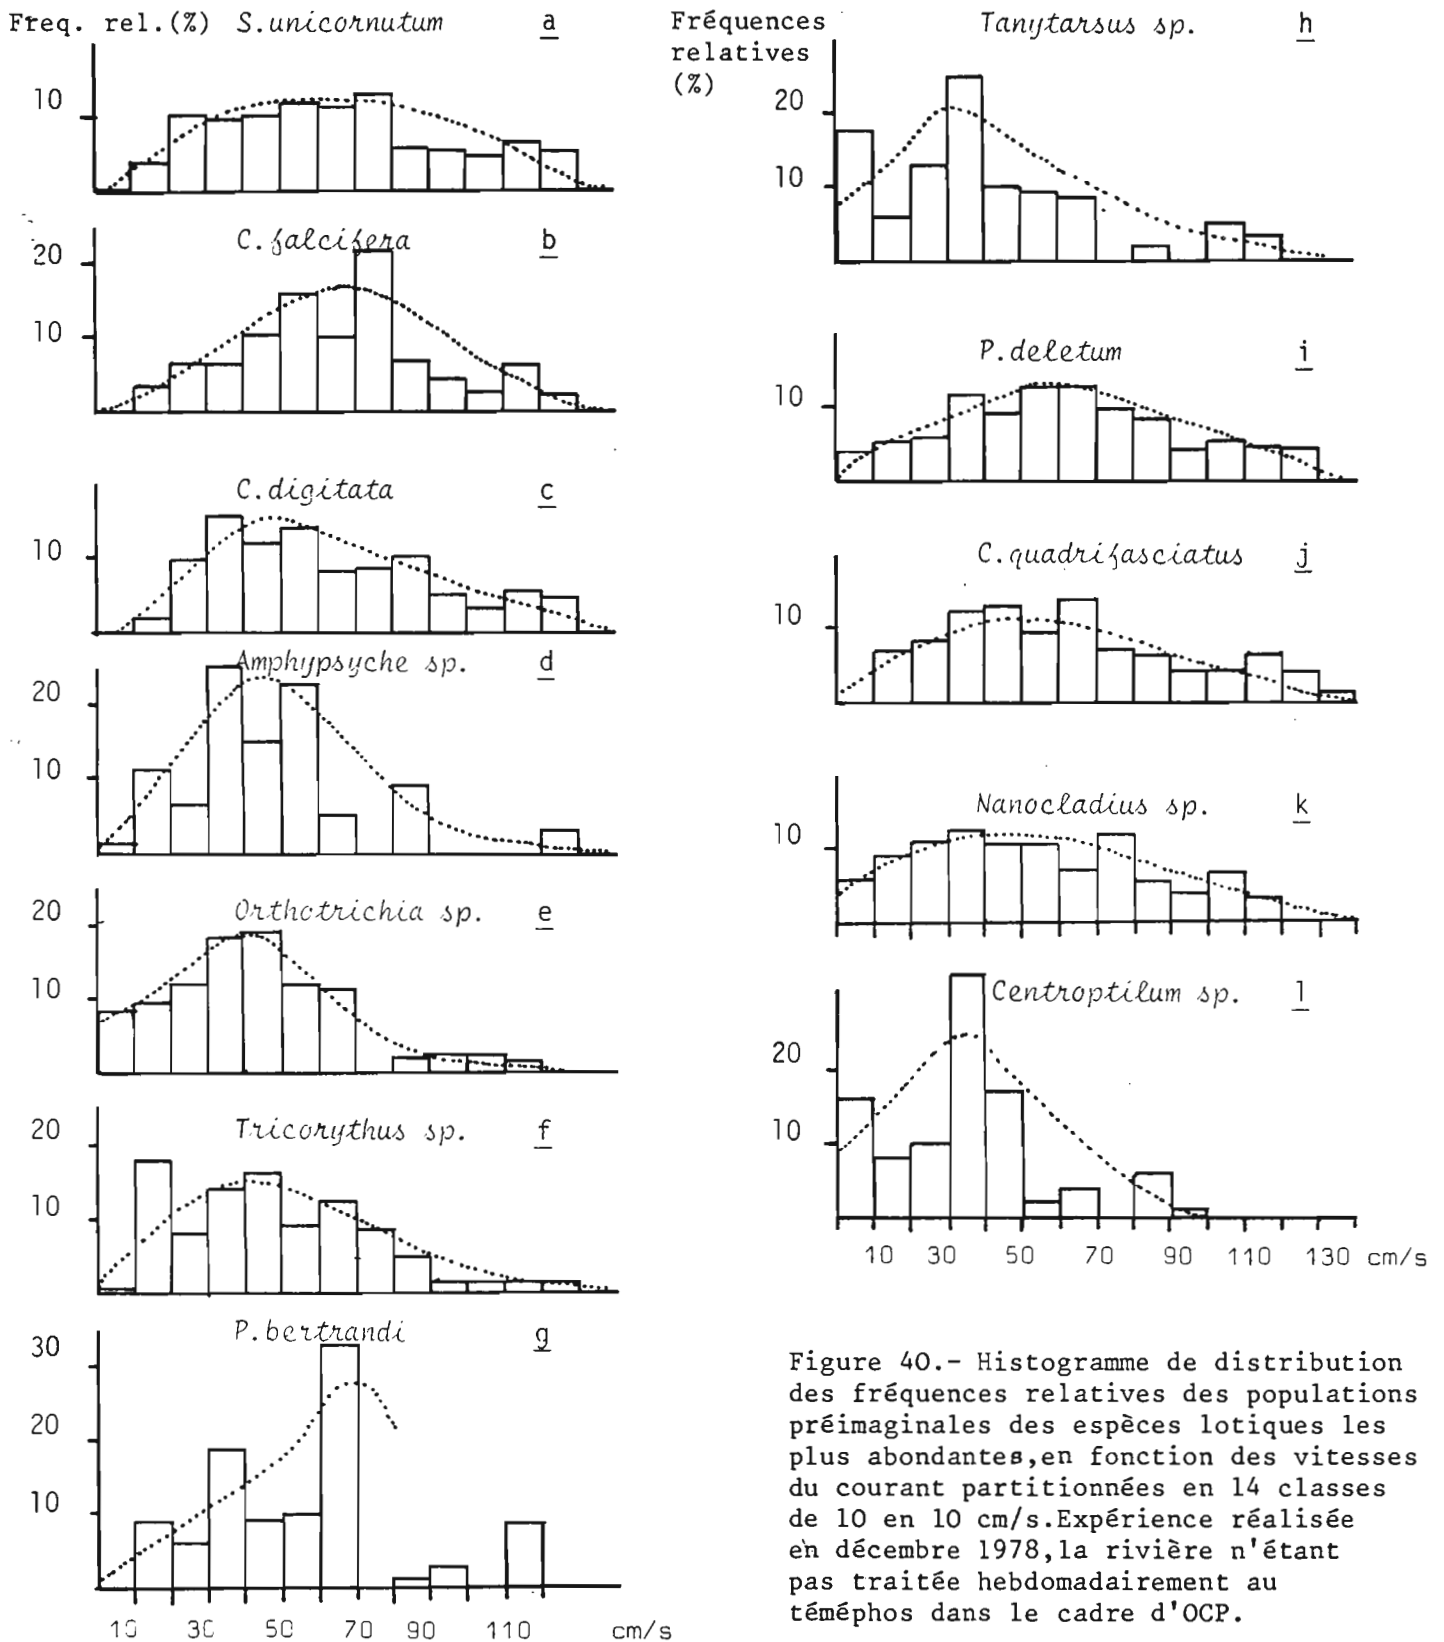 Freq. rel.(%) S.unicornutum a
10
C.falcifera b
20
10
C.digitata c
10
Amphypsyche sp. d
20
10
Orthotrichia sp. e
20
10
Tricorythus sp. f
20
10
P.bertrandi g
30
20
10
10 30 50 70 90 110 cm/s
Fréquences
relatives
(%)
Tanytarsus sp. h
20
10
P.deletum i
10
C.quadrifasciatus j
10
Nanocladius sp. k
10
Centroptilum sp. l
20
10
10 30 50 70 90 110 130 cm/s
Figure 40.- Histogramme de distribution
des fréquences relatives des populations
préimaginales des espèces lotiques les
plus abondantes,en fonction des vitesses
du courant partitionnées en 14 classes
de 10 en 10 cm/s.Expérience réalisée
en décembre 1978,la rivière n'étant
pas traitée hebdomadairement au
téméphos dans le cadre d'OCP.